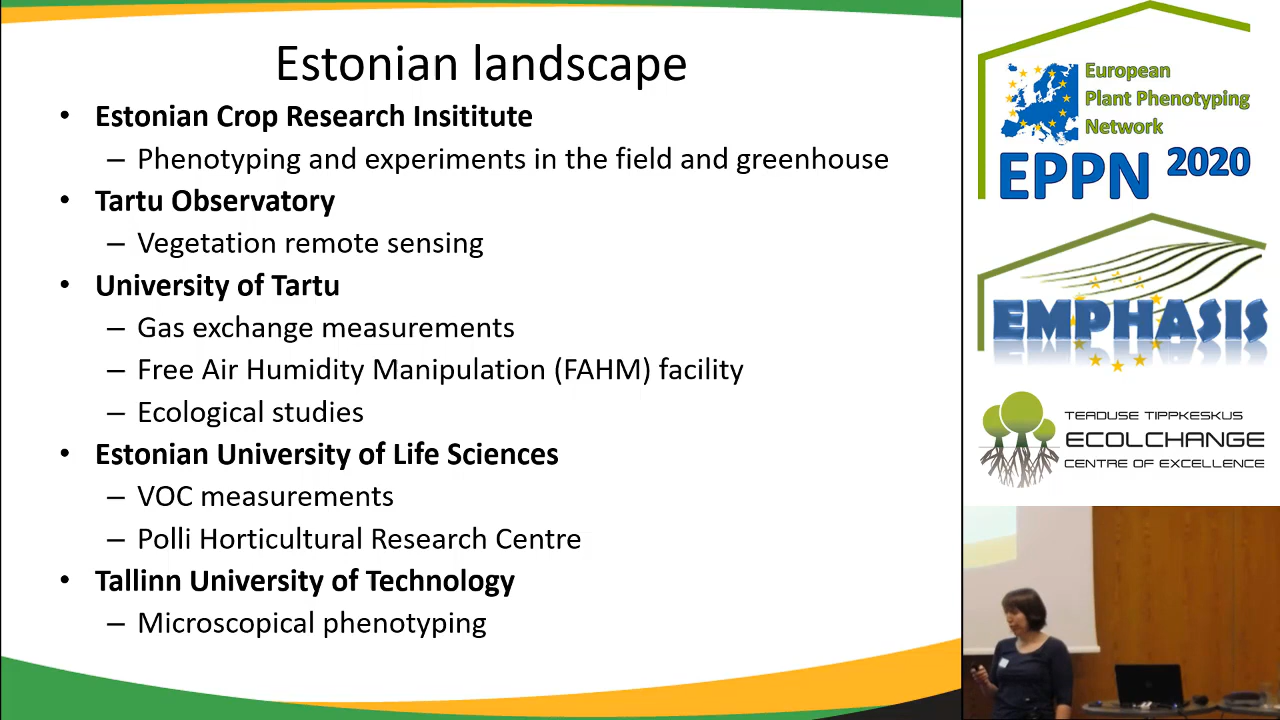 Estonian landscape
• Estonian Crop Research Insititute
– Phenotyping and experiments in the field and greenhouse
• Tartu Observatory
– Vegetation remote sensing
• University of Tartu
– Gas exchange measurements
– Free Air Humidity Manipulation (FAHM) facility
– Ecological studies
• Estonian University of Life Sciences
– VOC measurements
– Polli Horticultural Research Centre
• Tallinn University of Technology
– Microscopical phenotyping
European
Plant Phenotyping
Network
EPPN 2020
EMPHASIS
TEADUSE TIPPKESKUS
ECOLCHANGE
CENTRE OF EXCELLENCE